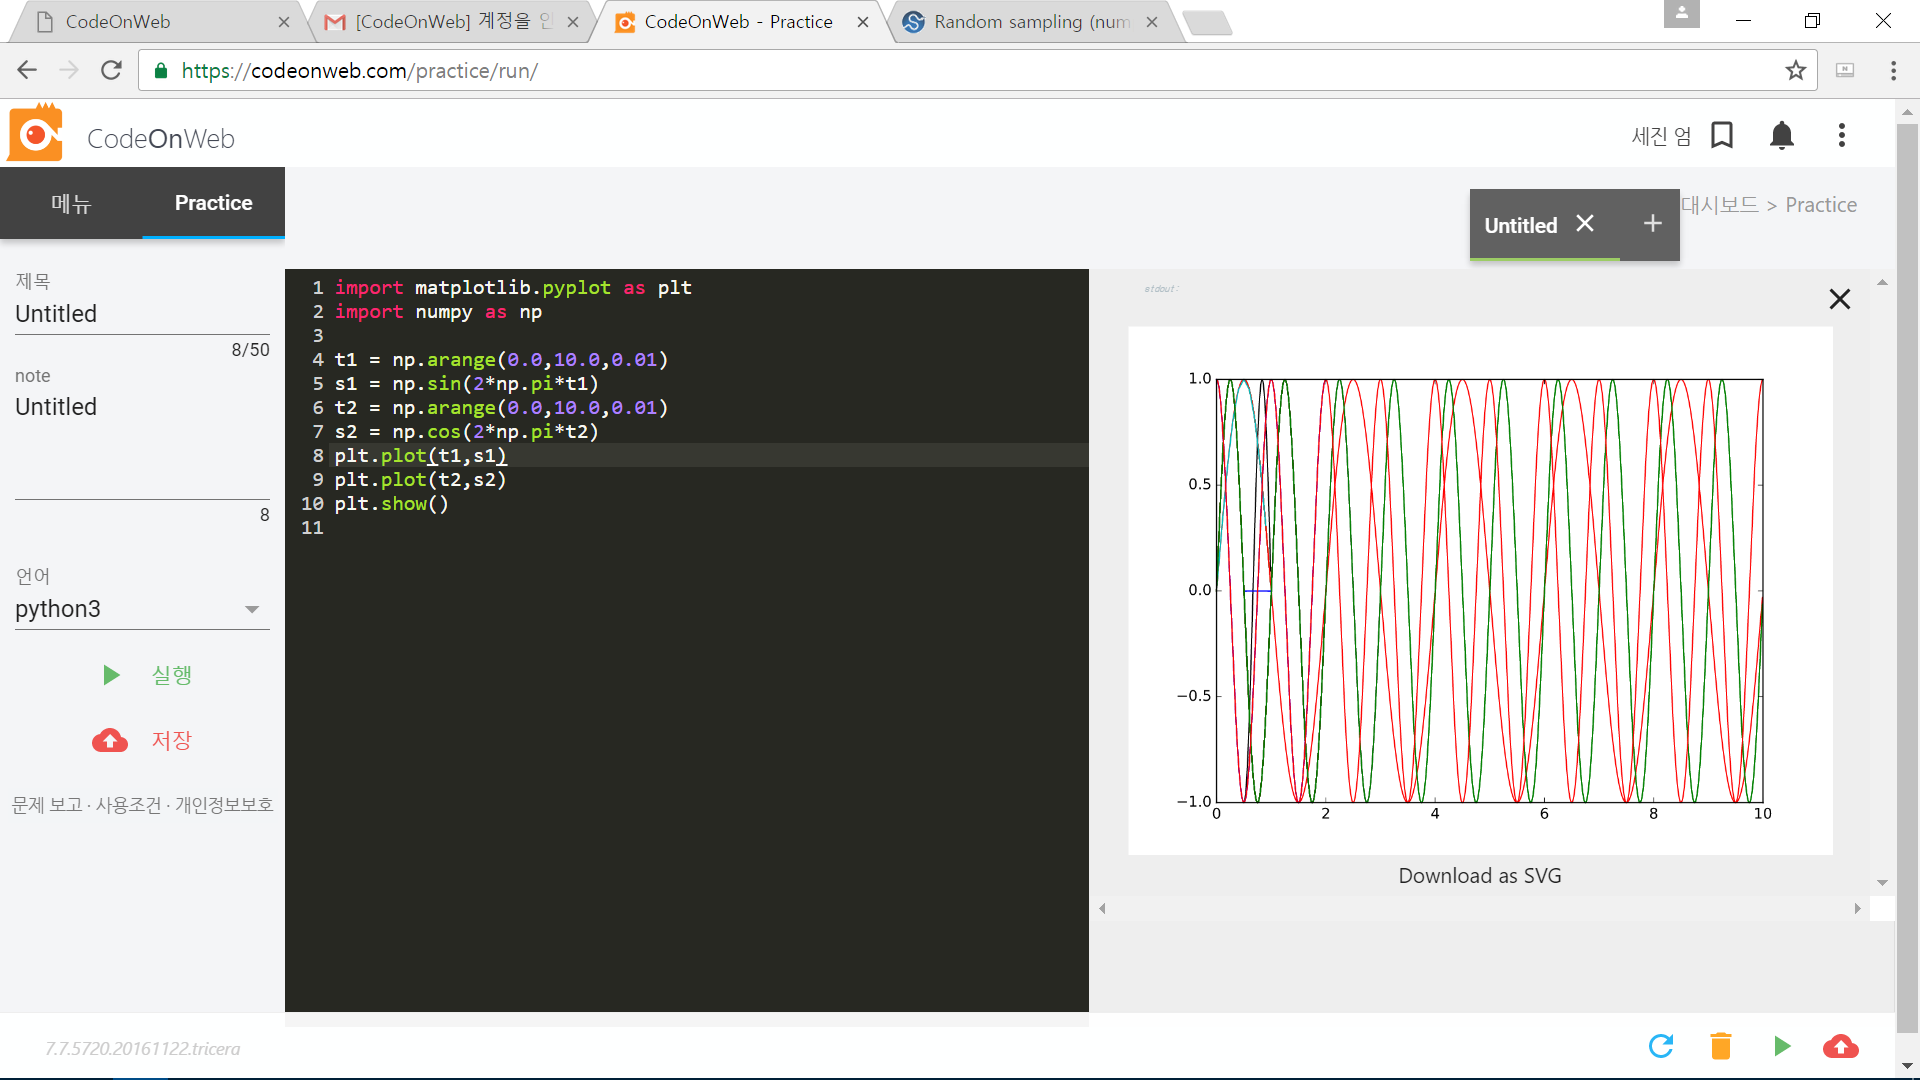 CodeOnWeb
[CodeOnWeb] 계정을 인
CodeOnWeb - Practice
Random sampling (num
https://codeonweb.com/practice/run/
CodeOnWeb
세진 엄
메뉴
Practice
Untitled
+
대시보드 > Practice
제목
Untitled
8/50
note
Untitled
8
언어
python3
실행
저장
문제 보고 · 사용조건 · 개인정보보호
1 import matplotlib.pyplot as plt
2 import numpy as np
3
4 t1 = np.arange(0.0,10.0,0.01)
5 s1 = np.sin(2*np.pi*t1)
6 t2 = np.arange(0.0,10.0,0.01)
7 s2 = np.cos(2*np.pi*t2)
8 plt.plot(t1,s1)
9 plt.plot(t2,s2)
10 plt.show()
11
stdout:
1.0
0.5
0.0
−0.5
−1.0
0 2 4 6 8 10
Download as SVG
7.7.5720.20161122.tricera